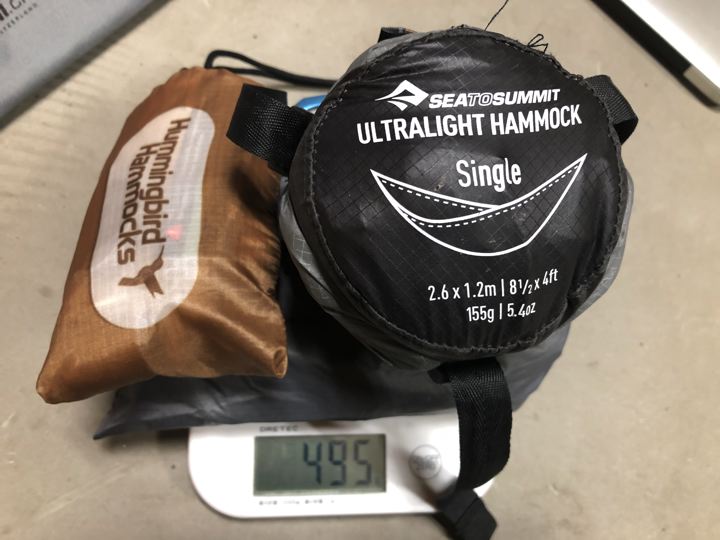 Hummingbird
Hammocks
SEATOSUMMIT
ULTRALIGHT HAMMOCK
Single
2.6 x 1.2m | 8½ x 4ft
155g | 5.4oz
DRETEC
495